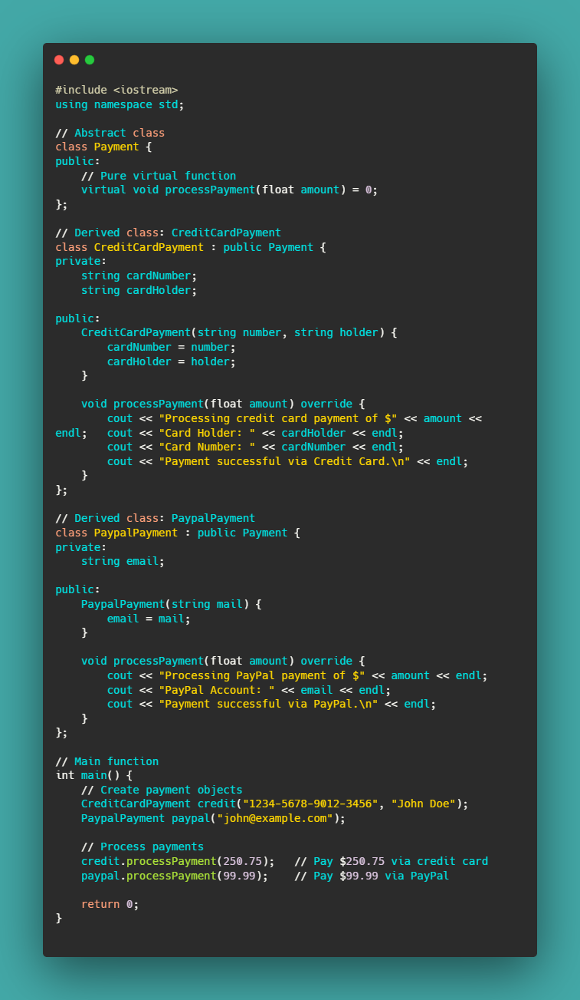 #include <iostream>
using namespace std;

// Abstract class
class Payment {
public:
    // Pure virtual function
    virtual void processPayment(float amount) = 0;
};

// Derived class: CreditCardPayment
class CreditCardPayment : public Payment {
private:
    string cardNumber;
    string cardHolder;

public:
    CreditCardPayment(string number, string holder) {
        cardNumber = number;
        cardHolder = holder;
    }

    void processPayment(float amount) override {
        cout << "Processing credit card payment of $" << amount <<
endl;   cout << "Card Holder: " << cardHolder << endl;
        cout << "Card Number: " << cardNumber << endl;
        cout << "Payment successful via Credit Card.\n" << endl;
    }
};

// Derived class: PaypalPayment
class PaypalPayment : public Payment {
private:
    string email;

public:
    PaypalPayment(string mail) {
        email = mail;
    }

    void processPayment(float amount) override {
        cout << "Processing PayPal payment of $" << amount << endl;
        cout << "PayPal Account: " << email << endl;
        cout << "Payment successful via PayPal.\n" << endl;
    }
};

// Main function
int main() {
    // Create payment objects
    CreditCardPayment credit("1234-5678-9012-3456", "John Doe");
    PaypalPayment paypal("john@example.com");

    // Process payments
    credit.processPayment(250.75);   // Pay $250.75 via credit card
    paypal.processPayment(99.99);    // Pay $99.99 via PayPal

    return 0;
}